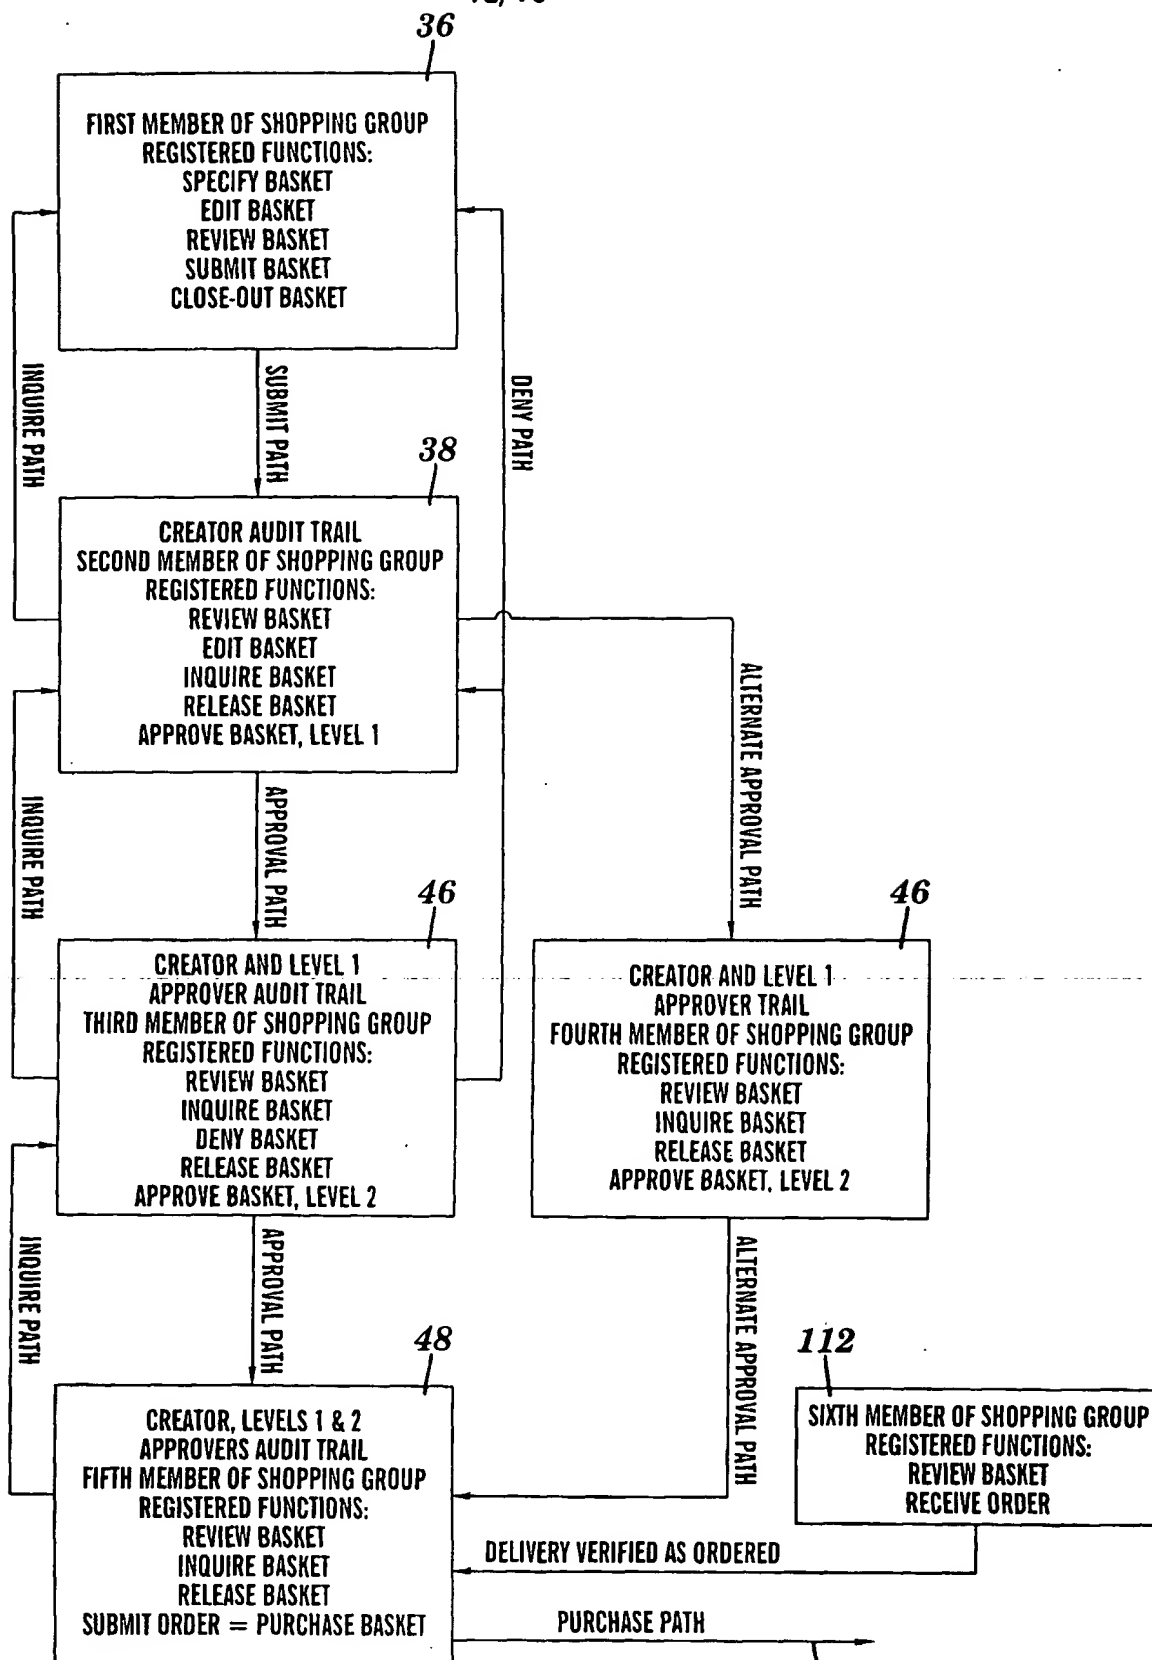 36
FIRST MEMBER OF SHOPPING GROUP
REGISTERED FUNCTIONS:
SPECIFY BASKET
EDIT BASKET
REVIEW BASKET
SUBMIT BASKET
CLOSE-OUT BASKET
INQUIRE PATH
SUBMIT PATH
DENY PATH
38
CREATOR AUDIT TRAIL
SECOND MEMBER OF SHOPPING GROUP
REGISTERED FUNCTIONS:
REVIEW BASKET
EDIT BASKET
INQUIRE BASKET
RELEASE BASKET
APPROVE BASKET, LEVEL 1
INQUIRE PATH
APPROVAL PATH
ALTERNATE APPROVAL PATH
46
CREATOR AND LEVEL 1
APPROVER AUDIT TRAIL
THIRD MEMBER OF SHOPPING GROUP
REGISTERED FUNCTIONS:
REVIEW BASKET
INQUIRE BASKET
DENY BASKET
RELEASE BASKET
APPROVE BASKET, LEVEL 2
46
CREATOR AND LEVEL 1
APPROVER TRAIL
FOURTH MEMBER OF SHOPPING GROUP
REGISTERED FUNCTIONS:
REVIEW BASKET
INQUIRE BASKET
RELEASE BASKET
APPROVE BASKET, LEVEL 2
INQUIRE PATH
APPROVAL PATH
ALTERNATE APPROVAL PATH
48
CREATOR, LEVELS 1 & 2
APPROVERS AUDIT TRAIL
FIFTH MEMBER OF SHOPPING GROUP
REGISTERED FUNCTIONS:
REVIEW BASKET
INQUIRE BASKET
RELEASE BASKET
SUBMIT ORDER = PURCHASE BASKET
112
SIXTH MEMBER OF SHOPPING GROUP
REGISTERED FUNCTIONS:
REVIEW BASKET
RECEIVE ORDER
DELIVERY VERIFIED AS ORDERED
PURCHASE PATH